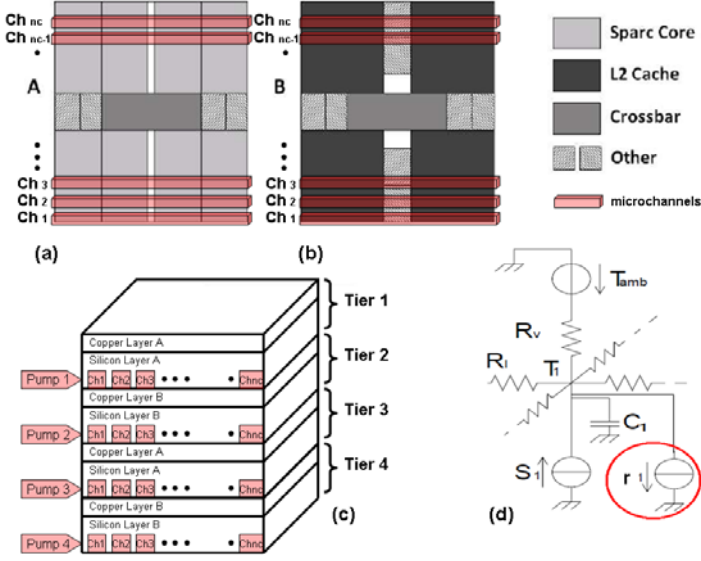 Ch nc
Ch nc-1
A
Ch 3
Ch 2
Ch 1
(a)
Ch nc
Ch nc-1
B
Ch 3
Ch 2
Ch 1
(b)
Sparc Core
L2 Cache
Crossbar
Other
microchannels
Tier 1
Copper Layer A
Silicon Layer A
Tier 2
Pump 1 Ch1 Ch2 Ch3 Chnc
Copper Layer B
Silicon Layer B
Tier 3
Pump 2 Ch1 Ch2 Ch3 Chnc
Copper Layer A
Silicon Layer A
Tier 4
Pump 3 Ch1 Ch2 Ch3 Chnc
Copper Layer B
Silicon Layer B
Pump 4 Ch1 Ch2 Ch3 Chnc
(c)
Tamb
Rv
Rl T1
C1
S1 r1
(d)